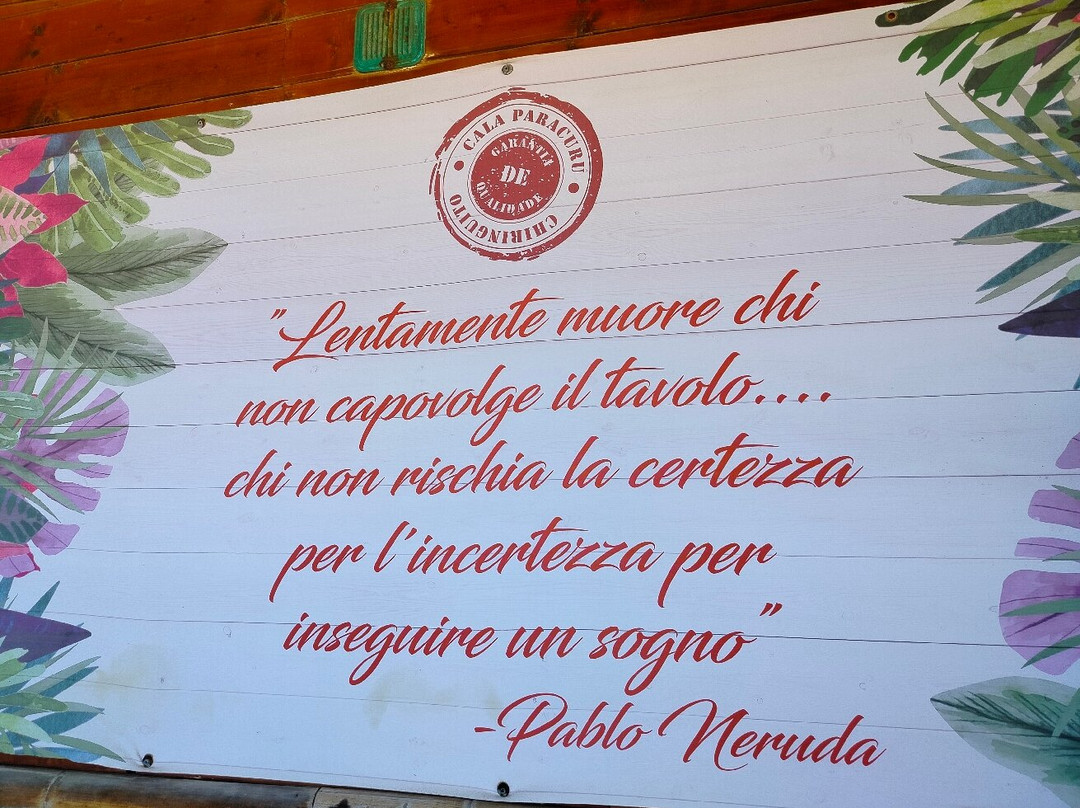 CALA PARACURU
GARANTIA
DE
QUALIDADE
CHIRINGUITO
"Lentamente muore chi
non capovolge il tavolo....
chi non rischia la certezza
per l'incertezza per
inseguire un sogno"
-Pablo Neruda